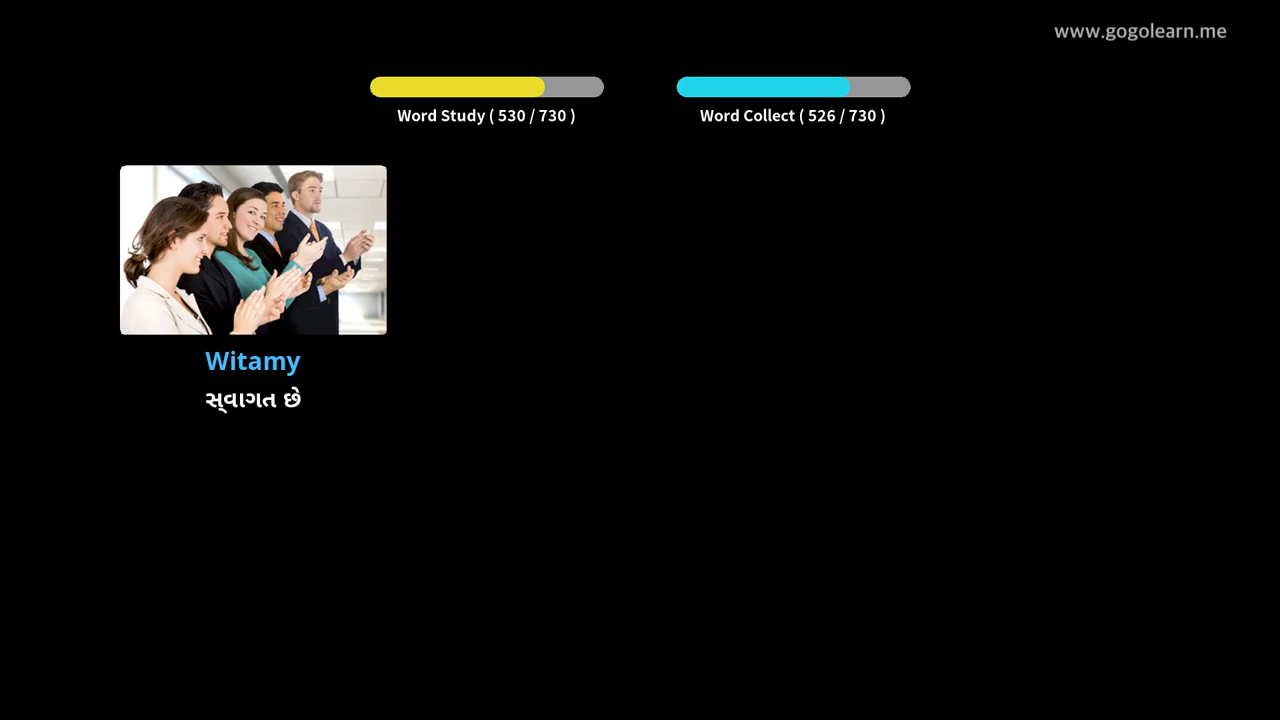 www.gogolearn.me
Word Study ( 530 / 730 )
Word Collect ( 526 / 730 )
Witamy
સ્વાગત છે